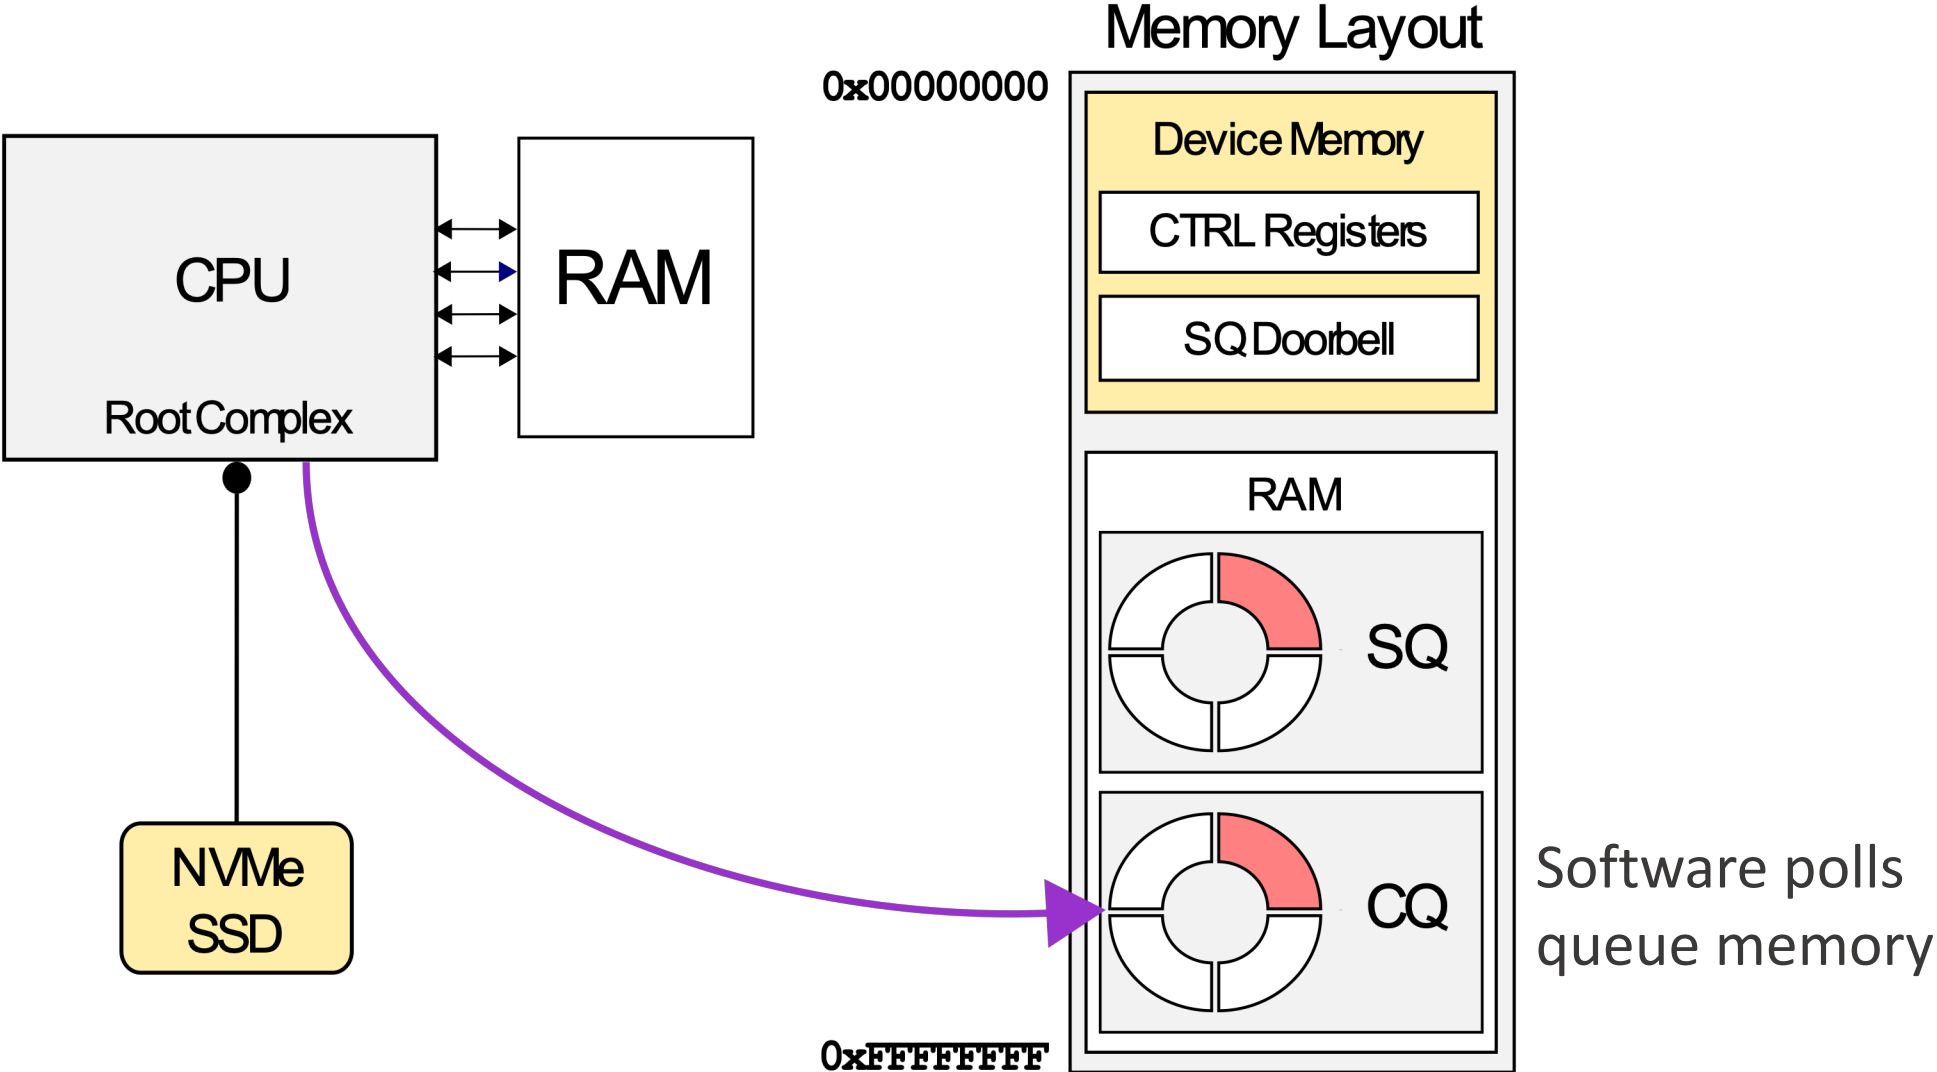 Memory Layout
0x00000000
Device Memory
CTRL Registers
SQ Doorbell
CPU
Root Complex
RAM
RAM
SQ
NVMe
SSD
CQ
Software polls
queue memory
0xFFFFFFFF